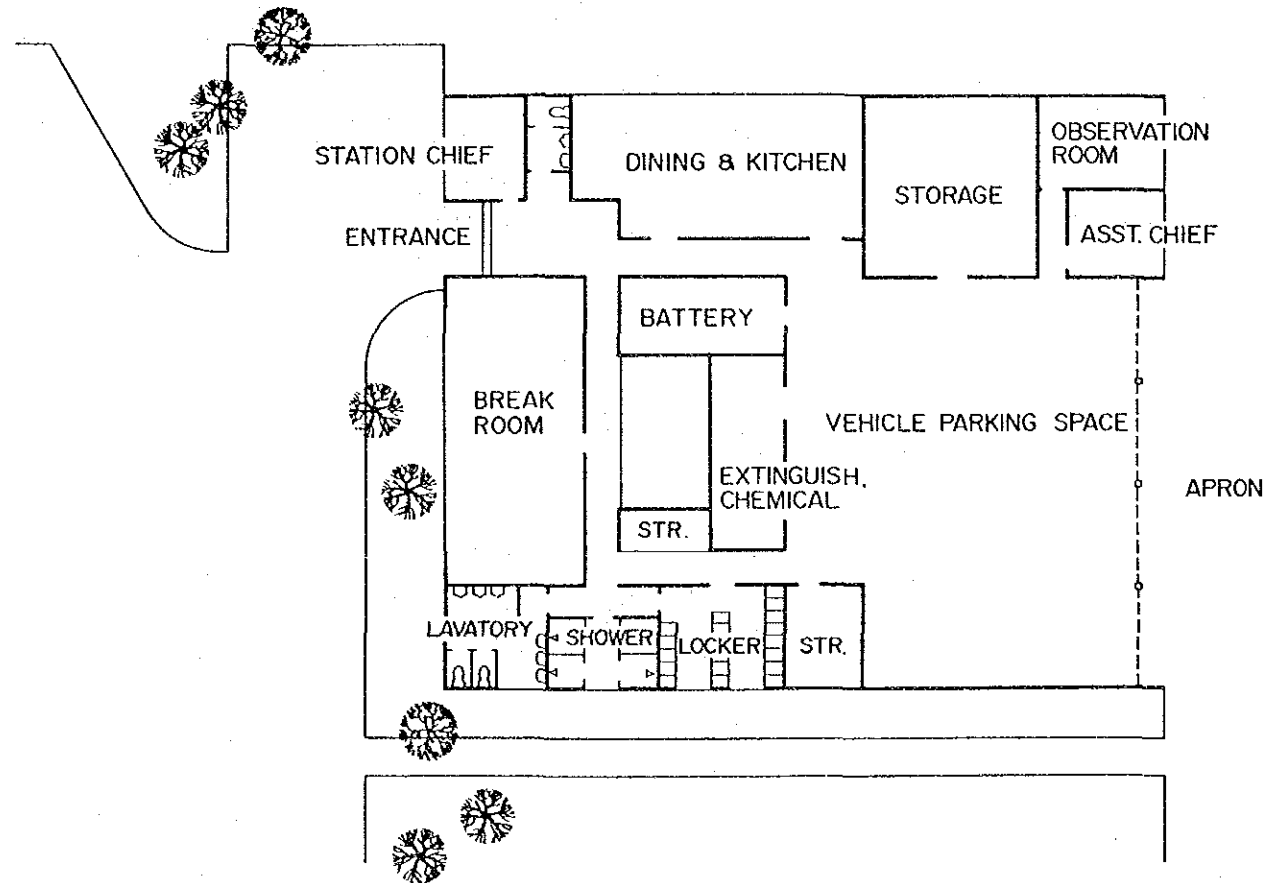 OBSERVATION
ROOM
STATION CHIEF
DINING & KITCHEN
STORAGE
ENTRANCE
ASST. CHIEF
BATTERY
BREAK
ROOM
VEHICLE PARKING SPACE
EXTINGUISH,
CHEMICAL
APRON
STR.
LAVATORY
SHOWER
LOCKER
STR.